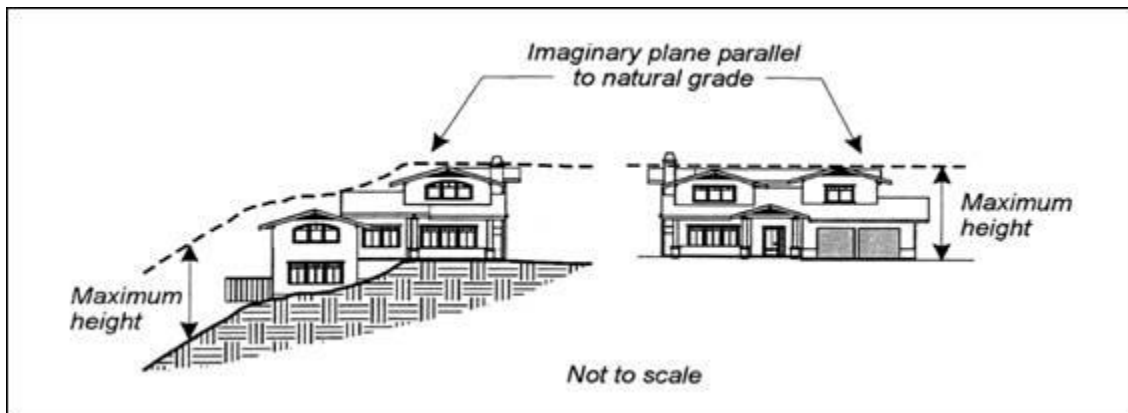 Imaginary plane parallel
to natural grade
Maximum
height
Maximum
height
Not to scale